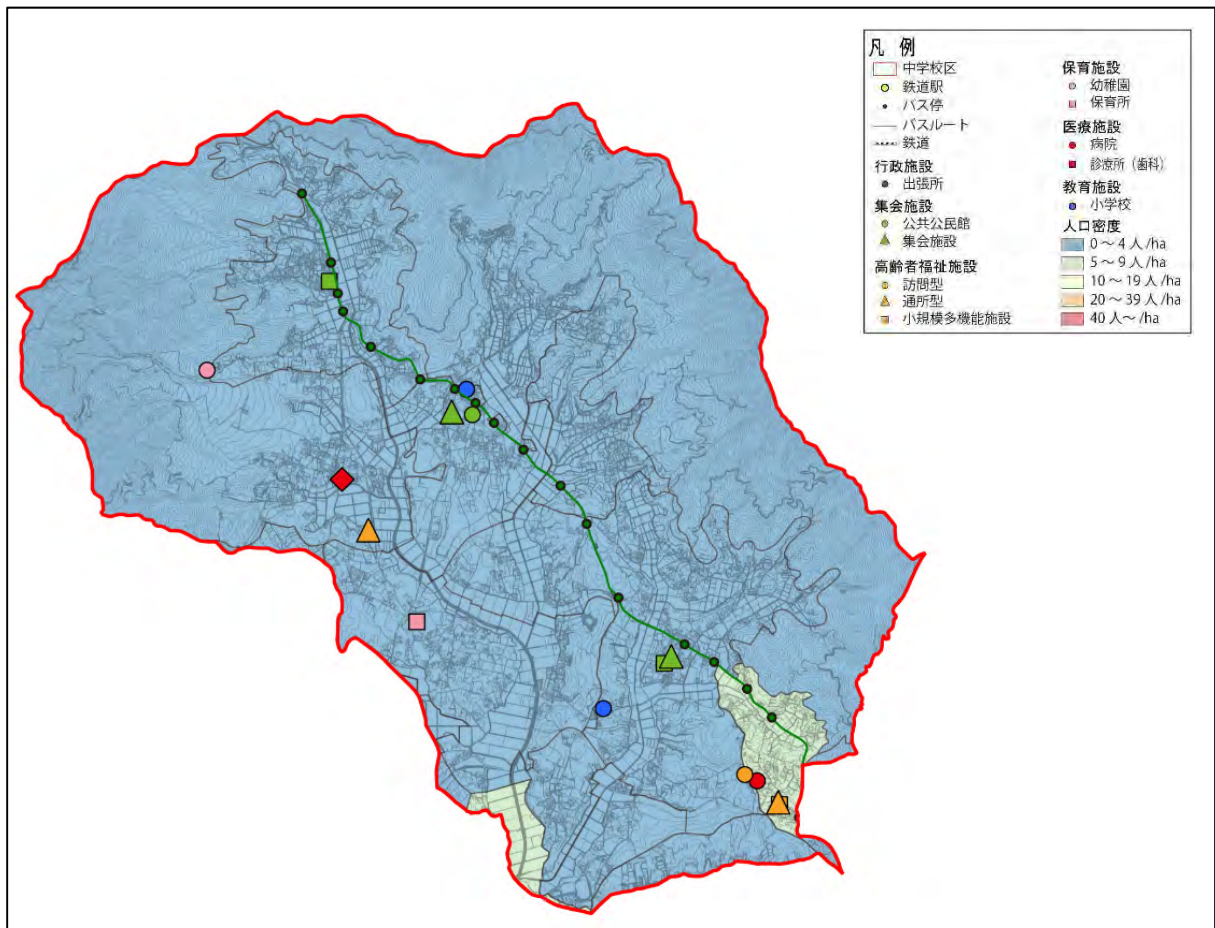 凡 例
中学校区
鉄道駅
バス停
バスルート
鉄道
行政施設
出張所
集会施設
公共公民館
集会施設
高齢者福祉施設
訪問型
通所型
小規模多機能施設
保育施設
幼稚園
保育所
医療施設
病院
診療所（歯科）
教育施設
小学校
人口密度
0～4人/ha
5～9人/ha
10～19人/ha
20～39人/ha
40人～/ha